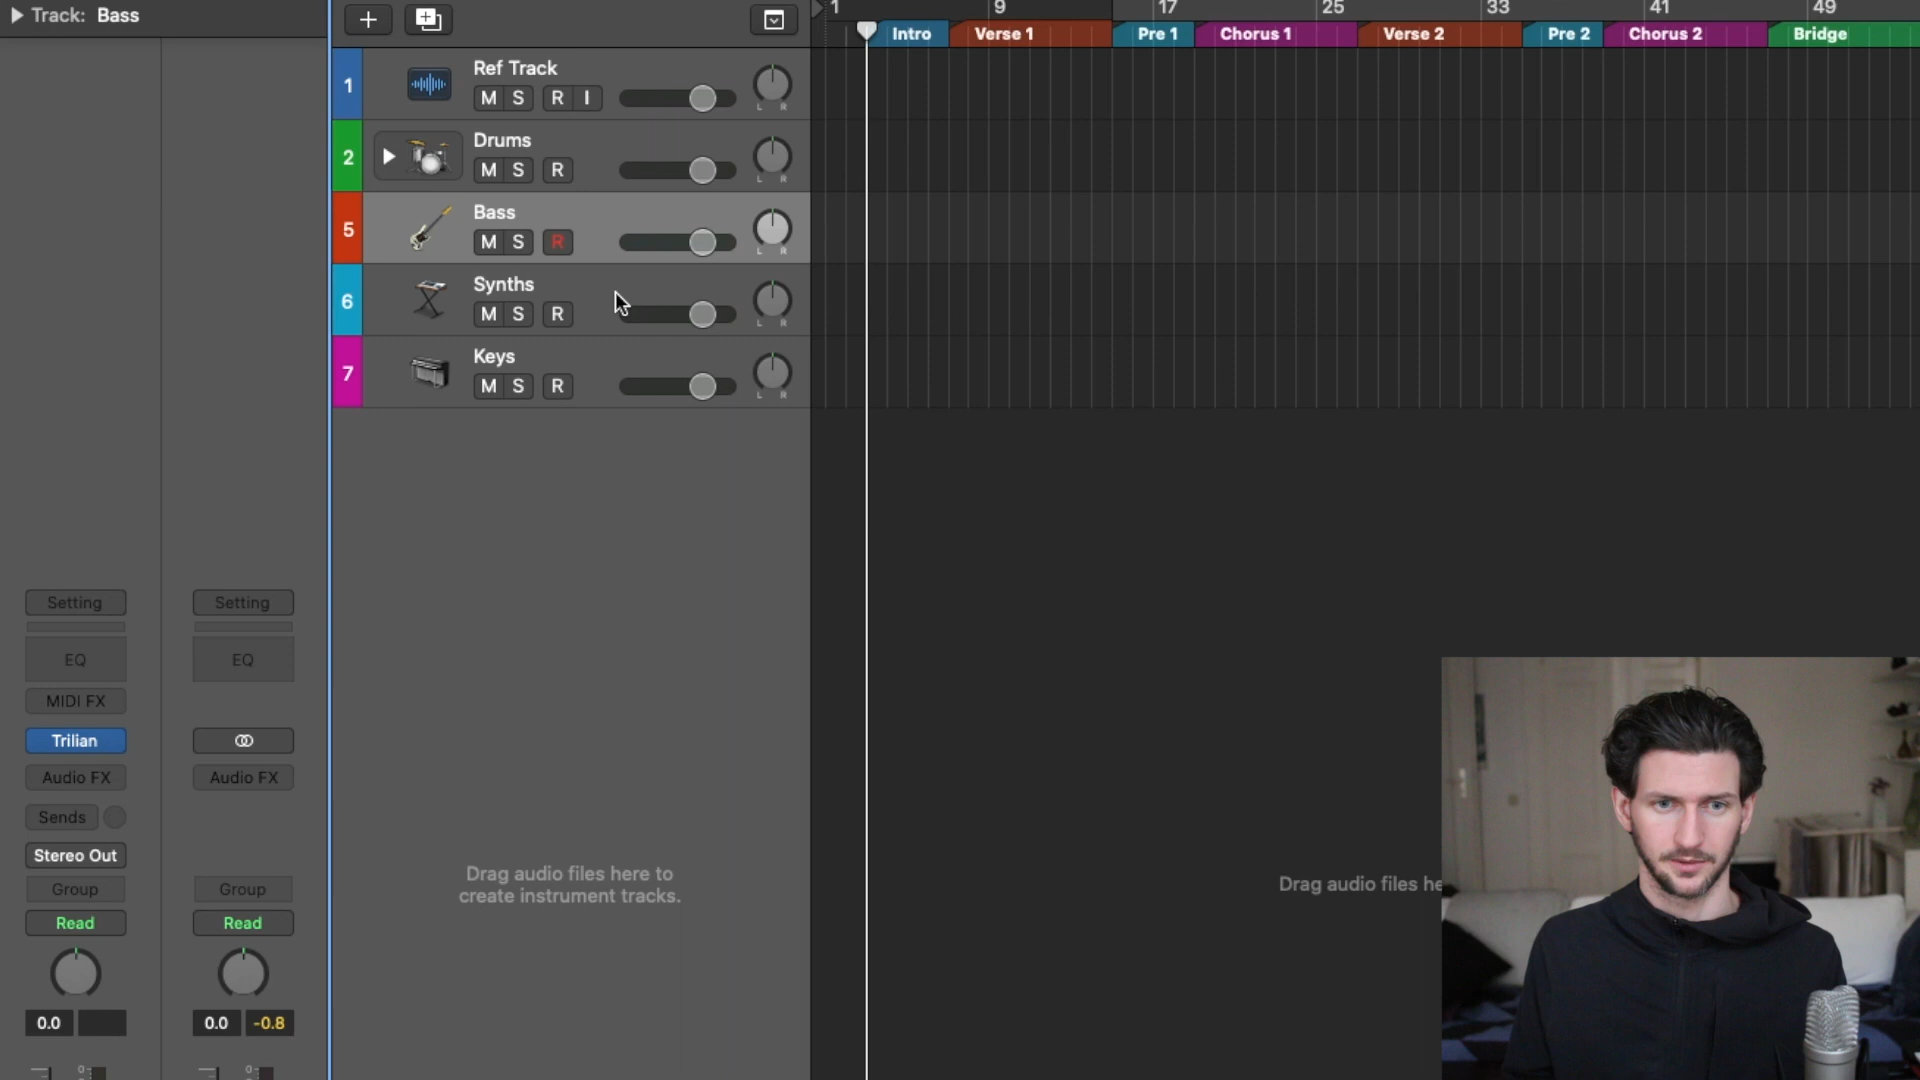 Track: Bass
1 9 17 25 33 41 49
Intro Verse 1 Pre 1 Chorus 1 Verse 2 Pre 2 Chorus 2 Bridge
1 Ref Track
M S R I
L R
2 Drums
M S R
L R
5 Bass
M S R
L R
6 Synths
M S R
L R
7 Keys
M S R
L R
Setting Setting
EQ EQ
MIDI FX
Trilian
Audio FX Audio FX
Sends
Stereo Out
Group Group
Read Read
0.0 0.0 -0.8
0 0
Drag audio files here to
create instrument tracks.
Drag audio files he